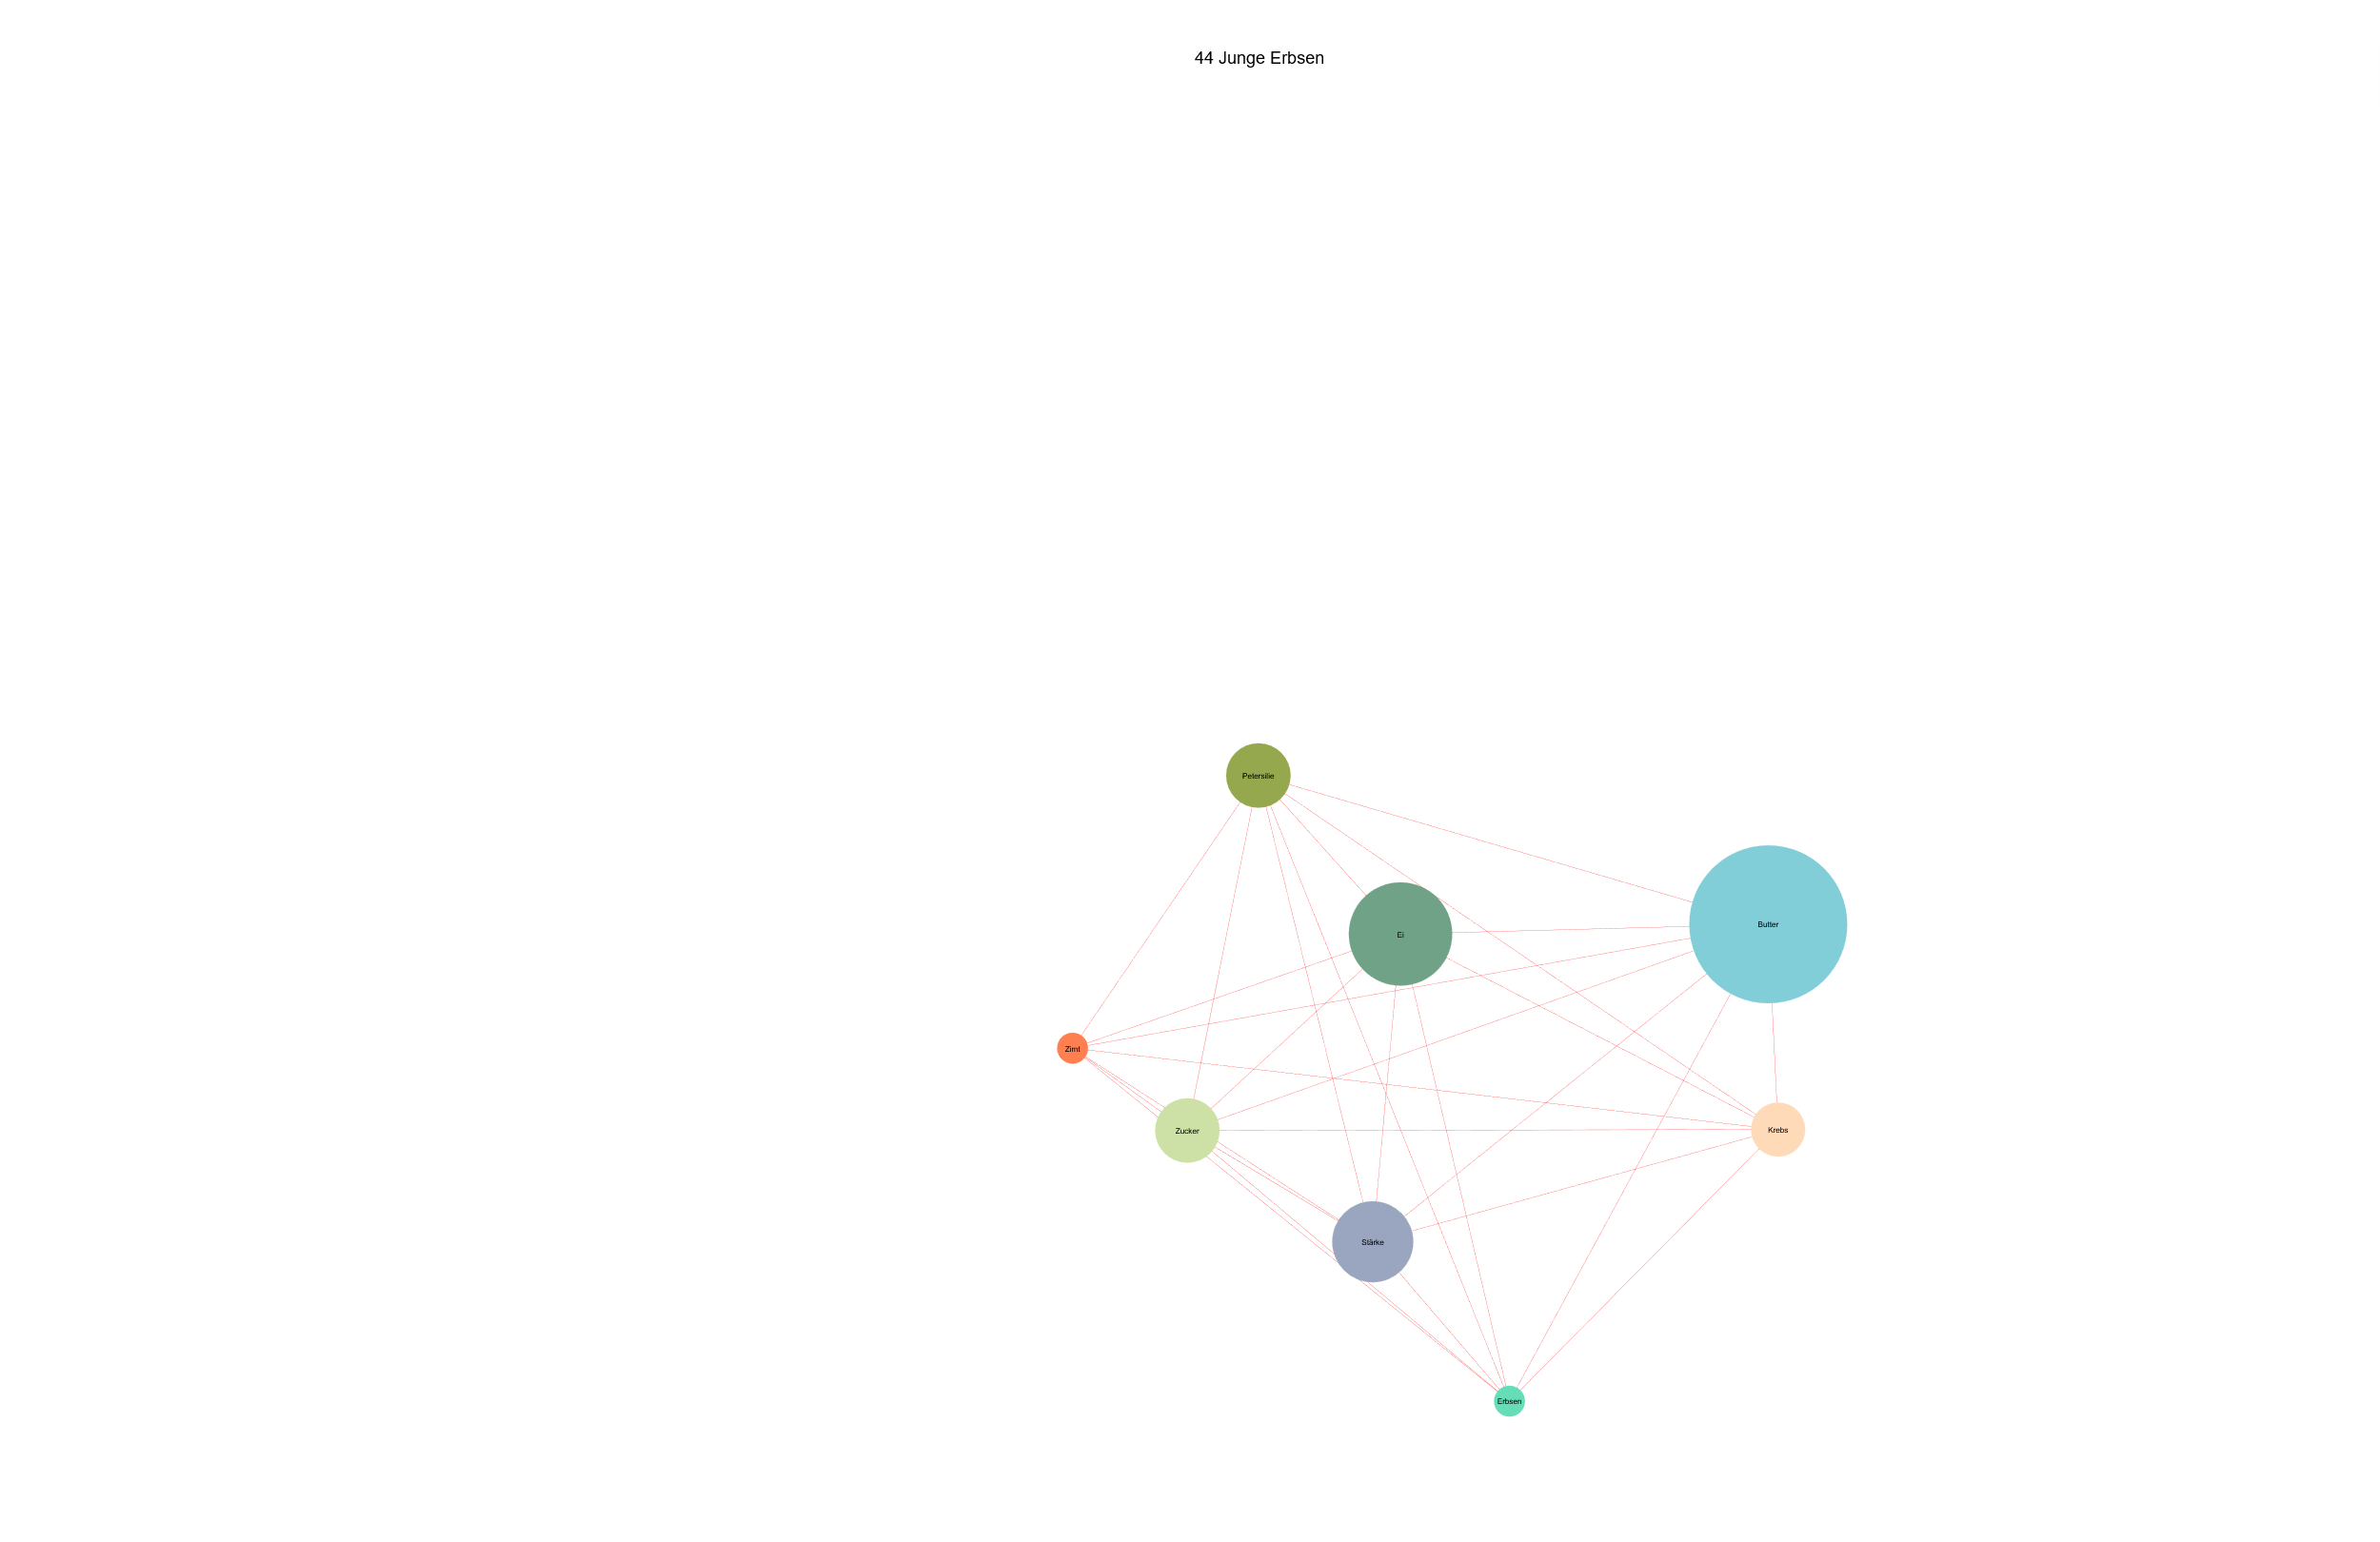 44 Junge Erbsen
Petersilie
Butter
Ei
Zimt
Zucker
Krebs
Stärke
Erbsen